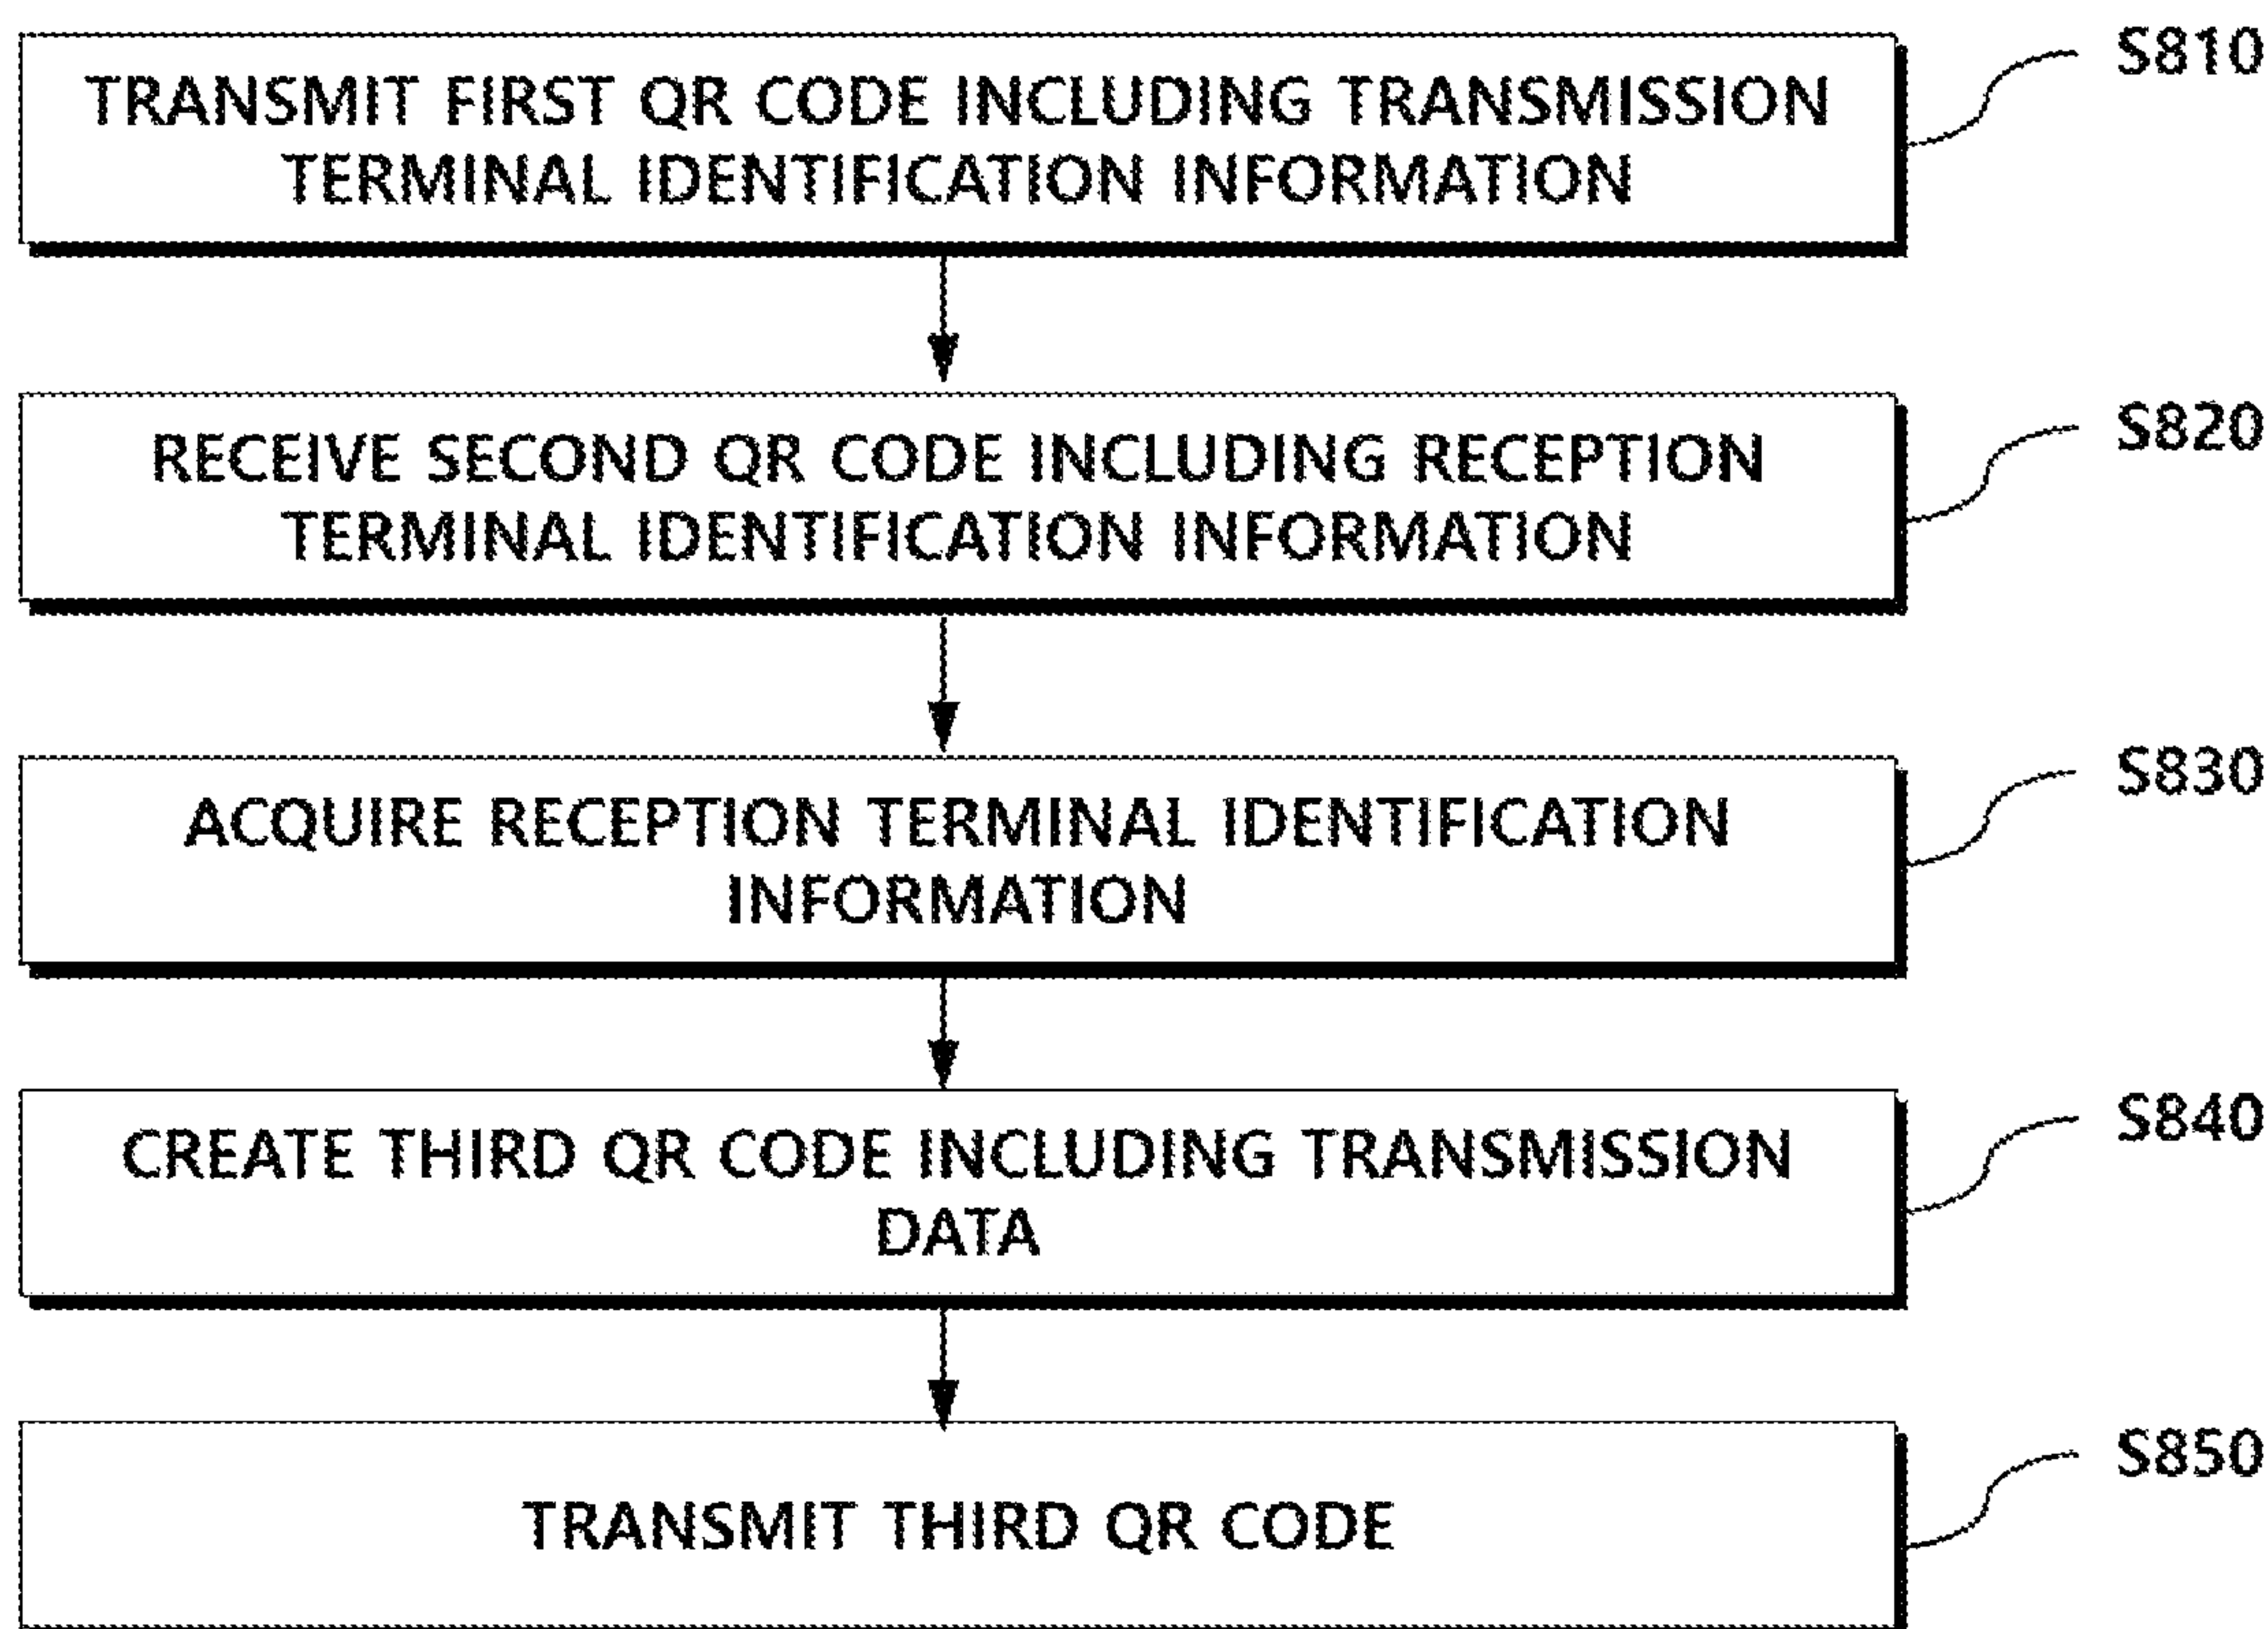 TRANSMIT FIRST QR CODE INCLUDING TRANSMISSION
TERMINAL IDENTIFICATION INFORMATION
S810
RECEIVE SECOND QR CODE INCLUDING RECEPTION
TERMINAL IDENTIFICATION INFORMATION
S820
ACQUIRE RECEPTION TERMINAL IDENTIFICATION
INFORMATION
S830
CREATE THIRD QR CODE INCLUDING TRANSMISSION
DATA
S840
TRANSMIT THIRD QR CODE
S850